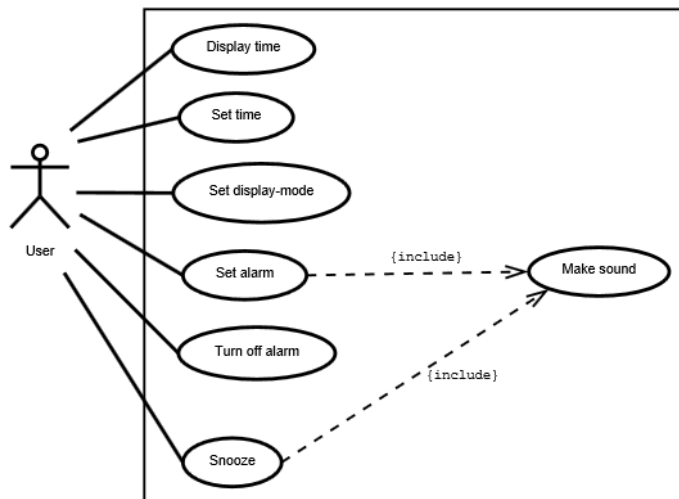 Display time
Set time
Set display-mode
User
Set alarm
{include}
Make sound
Turn off alarm
{include}
Snooze